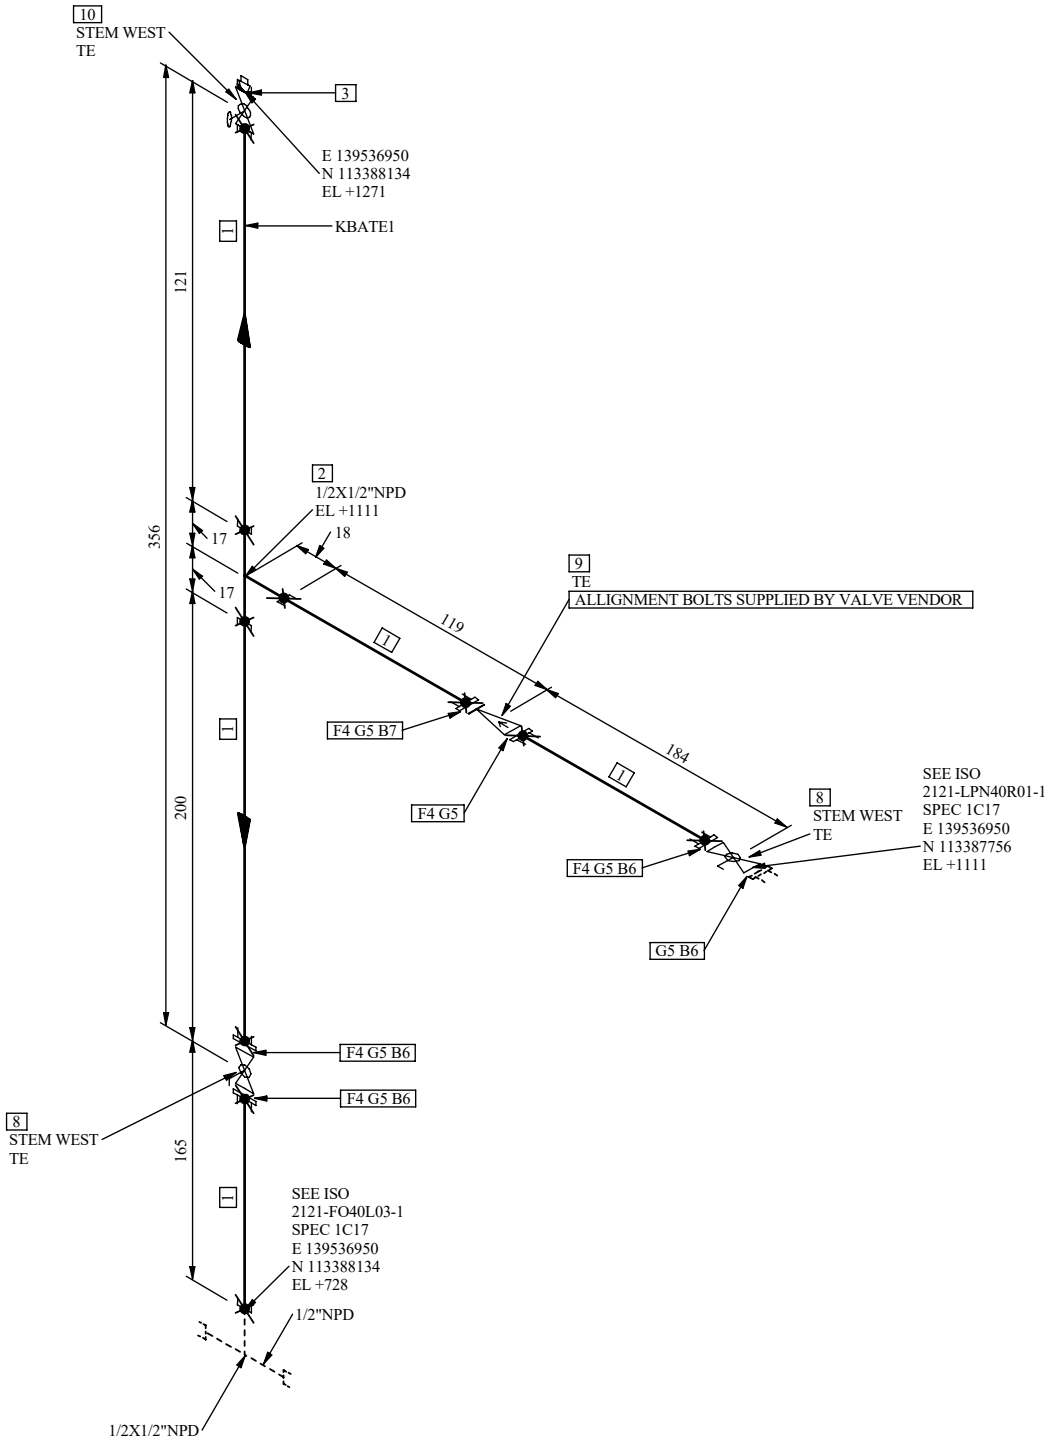 10
STEM WEST
TE
3
E 139536950
N 113388134
EL +1271
KBATE1
1
121
356
2
1/2X1/2"NPD
EL +1111
18
17
17
119
9
TE
ALLIGNMENT BOLTS SUPPLIED BY VALVE VENDOR
1
F4 G5 B7
F4 G5
184
1
8
STEM WEST
TE
SEE ISO
2121-LPN40R01-1
SPEC 1C17
E 139536950
N 113387756
EL +1111
F4 G5 B6
G5 B6
1
200
F4 G5 B6
F4 G5 B6
8
STEM WEST
TE
165
1
SEE ISO
2121-FO40L03-1
SPEC 1C17
E 139536950
N 113388134
EL +728
1/2"NPD
1/2X1/2"NPD